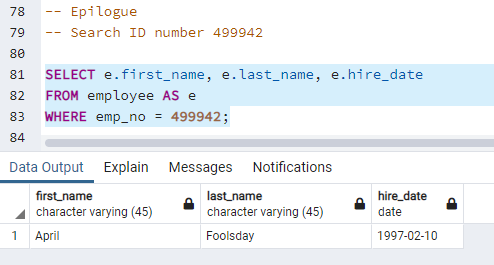 78 -- Epilogue
79 -- Search ID number 499942
80
81 SELECT e.first_name, e.last_name, e.hire_date
82 FROM employee AS e
83 WHERE emp_no = 499942;
84
Data Output Explain Messages Notifications
first_name last_name hire_date
character varying (45) character varying (45) date
1 April Foolsday 1997-02-10